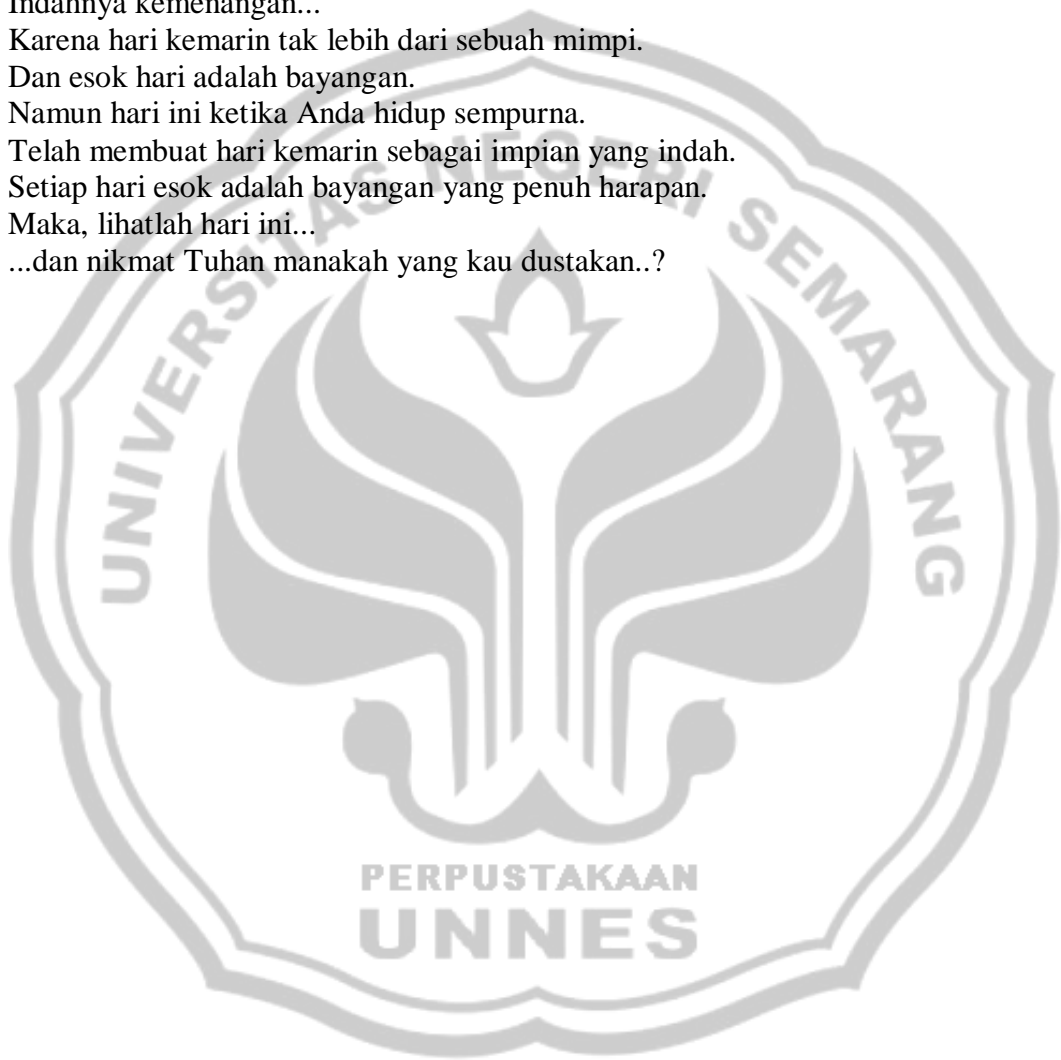 Indahnya kemenangan...
Karena hari kemarin tak lebih dari sebuah mimpi.
Dan esok hari adalah bayangan.
Namun hari ini ketika Anda hidup sempurna.
Telah membuat hari kemarin sebagai impian yang indah.
Setiap hari esok adalah bayangan yang penuh harapan.
Maka, lihatlah hari ini...
...dan nikmat Tuhan manakah yang kau dustakan..?
UNIVERSITAS NEGERI SEMARANG
PERPUSTAKAAN
UNNES